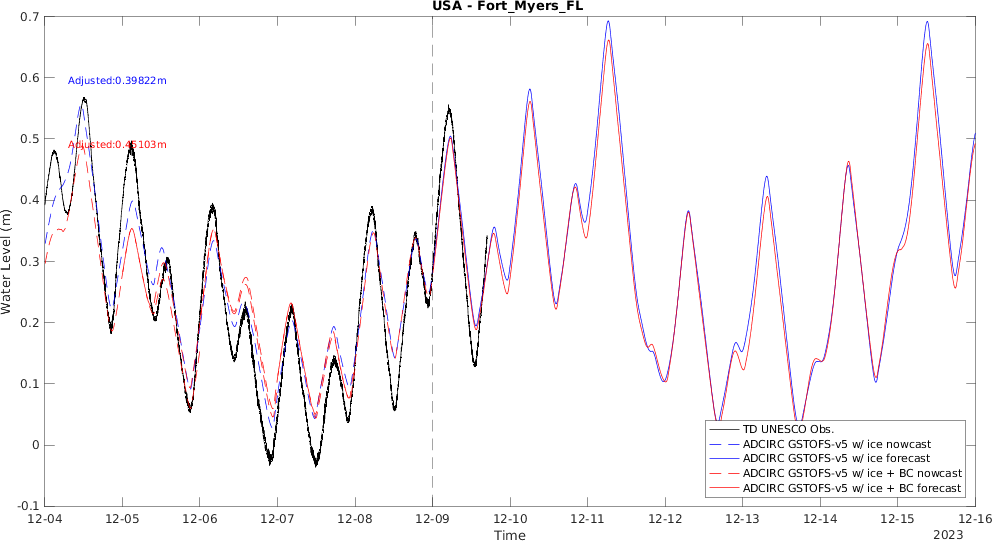 USA - Fort_Myers_FL
0.7
0.6
0.5
0.4
0.3
0.2
0.1
0
-0.1
Water Level (m)
Adjusted:0.39822m
Adjusted:0.45103m
TD UNESCO Obs.
ADCIRC GSTOFS-v5 w/ ice nowcast
ADCIRC GSTOFS-v5 w/ ice forecast
ADCIRC GSTOFS-v5 w/ ice + BC nowcast
ADCIRC GSTOFS-v5 w/ ice + BC forecast
12-04 12-05 12-06 12-07 12-08 12-09 12-10 12-11 12-12 12-13 12-14 12-15 12-16
Time
2023